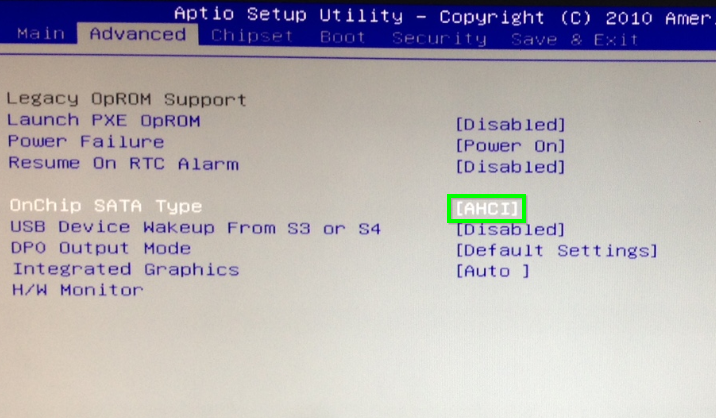 Aptio Setup Utility - Copyright (C) 2010 Amer
Main Advanced Chipset Boot Security Save & Exit
Legacy OpROM Support
Launch PXE OpROM [Disabled]
Power Failure [Power On]
Resume On RTC Alarm [Disabled]
OnChip SATA Type [AHCI]
USB Device Wakeup From S3 or S4 [Disabled]
DPO Output Mode [Default Settings]
Integrated Graphics [Auto ]
H/W Monitor